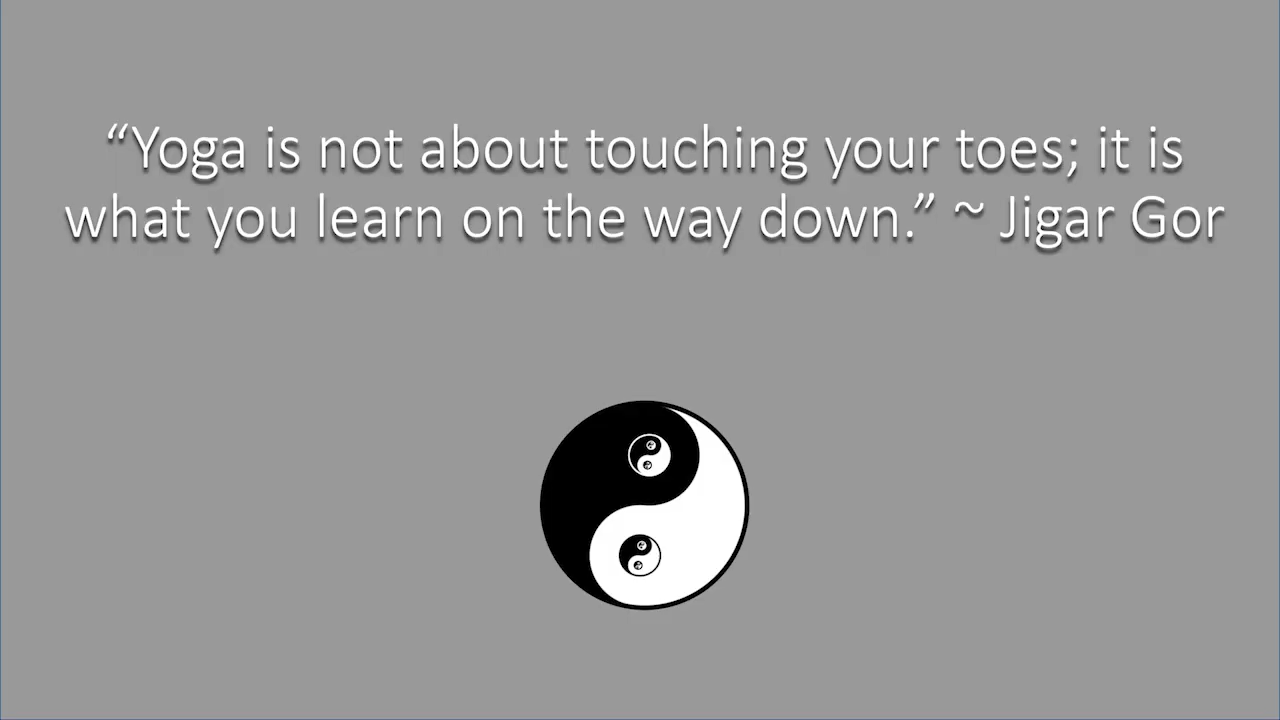 “Yoga is not about touching your toes; it is
what you learn on the way down.” ~ Jigar Gor